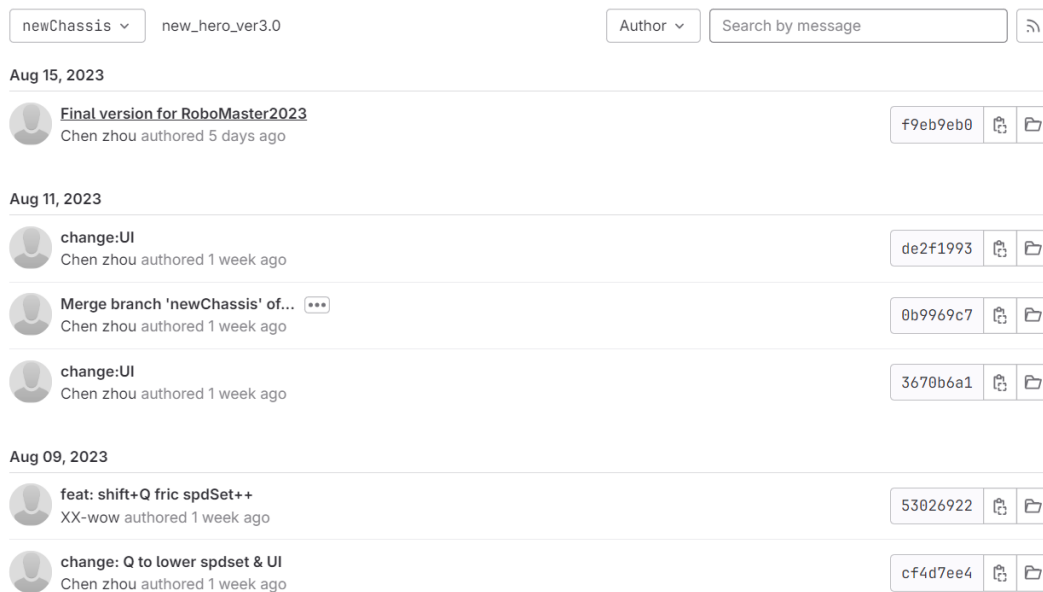 newChassis new_hero_ver3.0 Author Search by message
Aug 15, 2023
Final version for RoboMaster2023
Chen zhou authored 5 days ago
f9eb9eb0
Aug 11, 2023
change:UI
Chen zhou authored 1 week ago
de2f1993
Merge branch 'newChassis' of...
Chen zhou authored 1 week ago
0b9969c7
change:UI
Chen zhou authored 1 week ago
3670b6a1
Aug 09, 2023
feat: shift+Q fric spdSet++
XX-wow authored 1 week ago
53026922
change: Q to lower spdset & UI
Chen zhou authored 1 week ago
cf4d7ee4